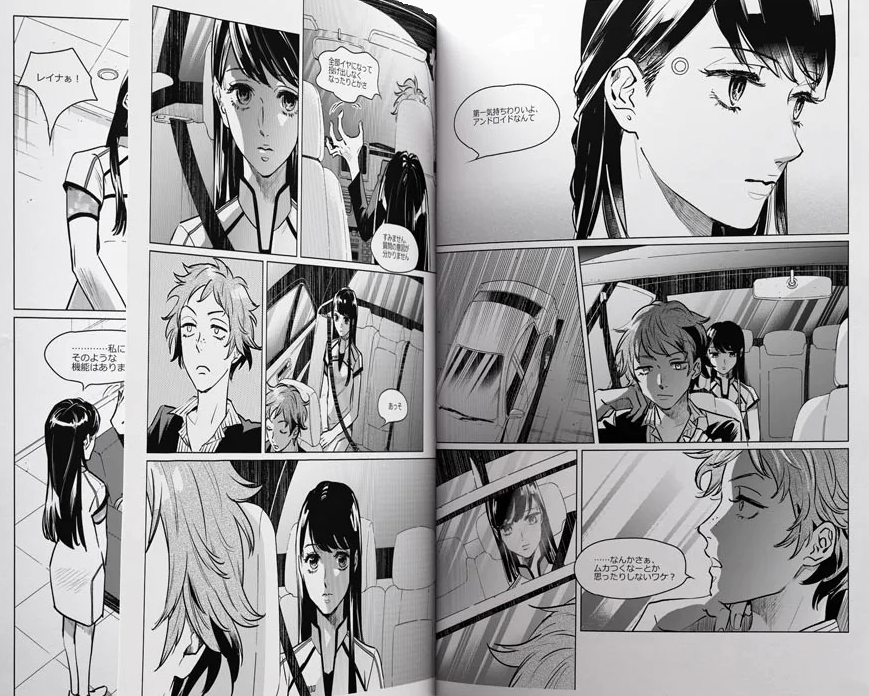 第一気持ちわりいよ、
アンドロイドなんて
……なんかさぁ、
ムカつくなーとか
思ったりしないワケ？
全部イヤになって
投げ出しなく
なったりとかさ
すみません、
質問の意図が
分かりません
あっそ
レイナぁ！
…………私に
そのような
機能はありま